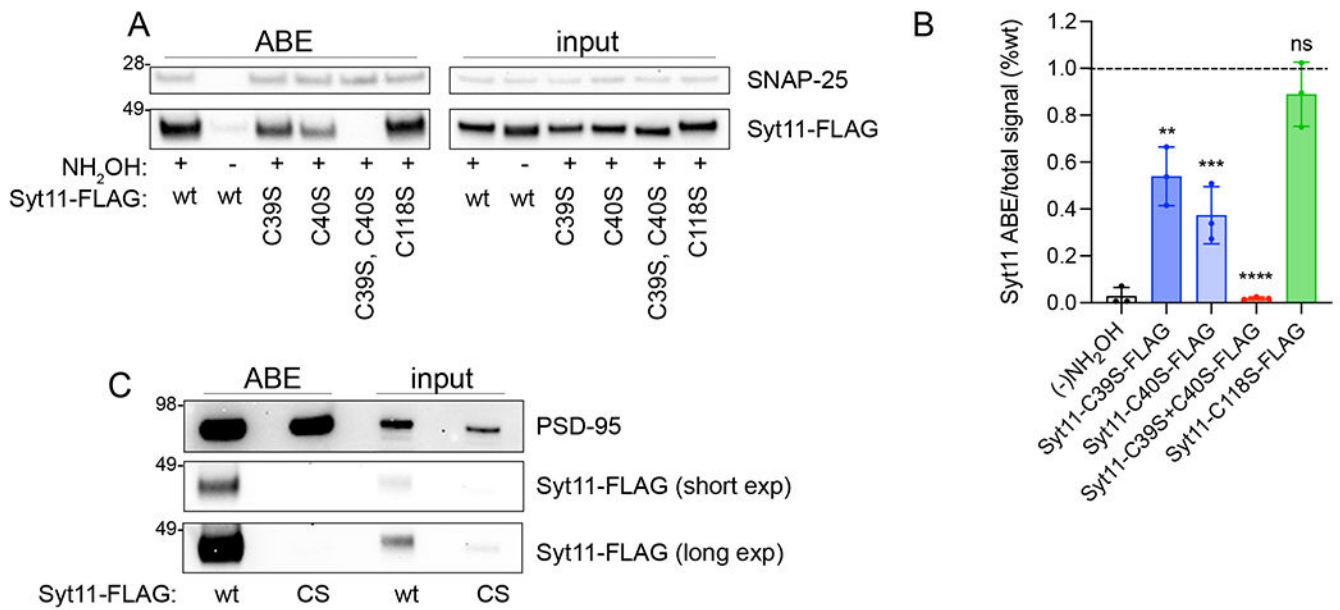 A
ABE
input
28-
SNAP-25
49
Syt11-FLAG
NH2OH: + - + + + + + - + + + +
Syt11-FLAG: wt wt C39S C40S C39S, C40S C118S wt wt C39S C40S C39S, C40S C118S
B
Syt11 ABE/total signal (%wt)
1.0
0.8
0.6
0.4
0.2
0.0
**
***
****
ns
(-)NH2OH
Syt11-C39S-FLAG
Syt11-C40S-FLAG
Syt11-C39S+C40S-FLAG
Syt11-C118S-FLAG
C
ABE
input
98-
PSD-95
49-
Syt11-FLAG (short exp)
49-
Syt11-FLAG (long exp)
Syt11-FLAG: wt CS wt CS